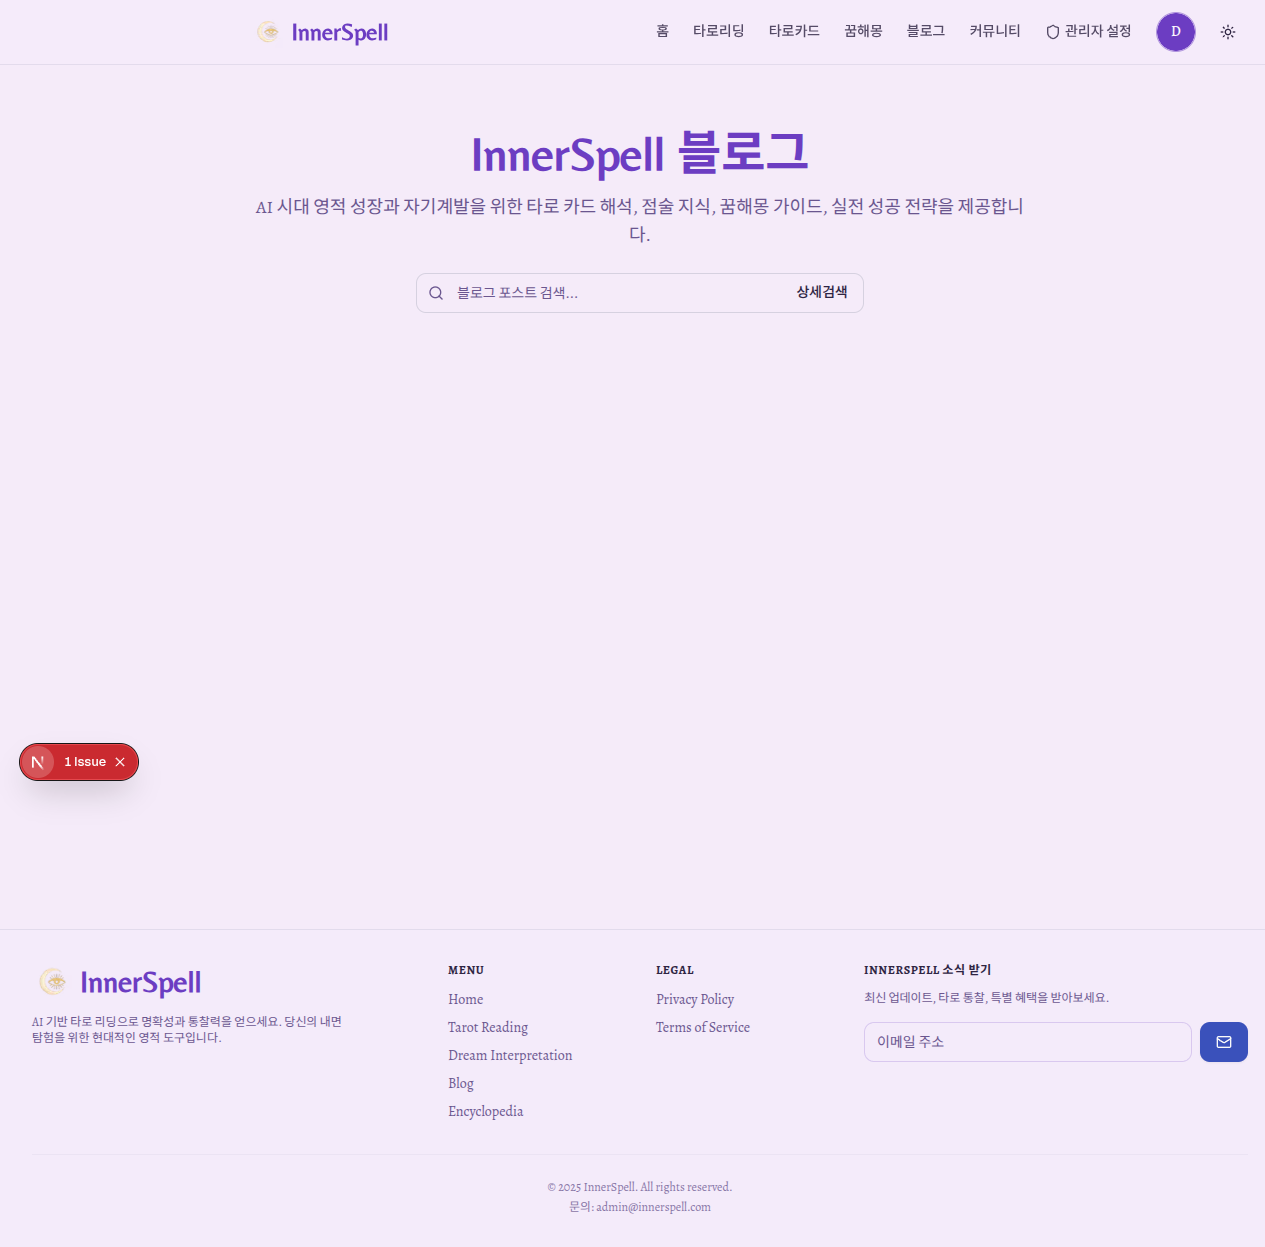 InnerSpell
홈
타로리딩
타로카드
꿈해몽
블로그
커뮤니티
관리자 설정
D
InnerSpell 블로그
AI 시대 영적 성장과 자기계발을 위한 타로 카드 해석, 점술 지식, 꿈해몽 가이드, 실전 성공 전략을 제공합니
다.
블로그 포스트 검색...
상세검색
N
1 Issue
InnerSpell
AI 기반 타로 리딩으로 명확성과 통찰력을 얻으세요. 당신의 내면
탐험을 위한 현대적인 영적 도구입니다.
MENU
Home
Tarot Reading
Dream Interpretation
Blog
Encyclopedia
LEGAL
Privacy Policy
Terms of Service
INNERSPELL 소식 받기
최신 업데이트, 타로 통찰, 특별 혜택을 받아보세요.
이메일 주소
© 2025 InnerSpell. All rights reserved.
문의: admin@innerspell.com